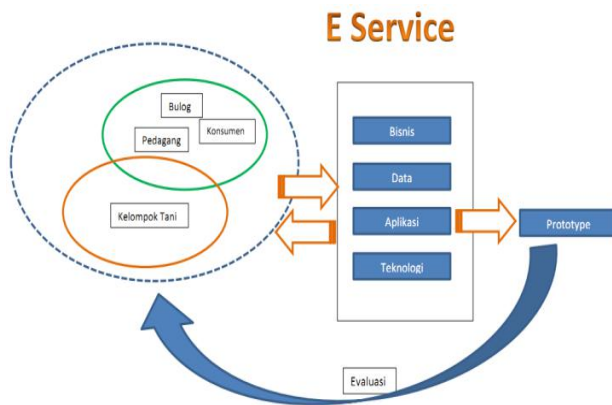 E Service
Bulog
Konsumen
Pedagang
Kelompok Tani
Bisnis
Data
Aplikasi
Teknologi
Prototype
Evaluasi